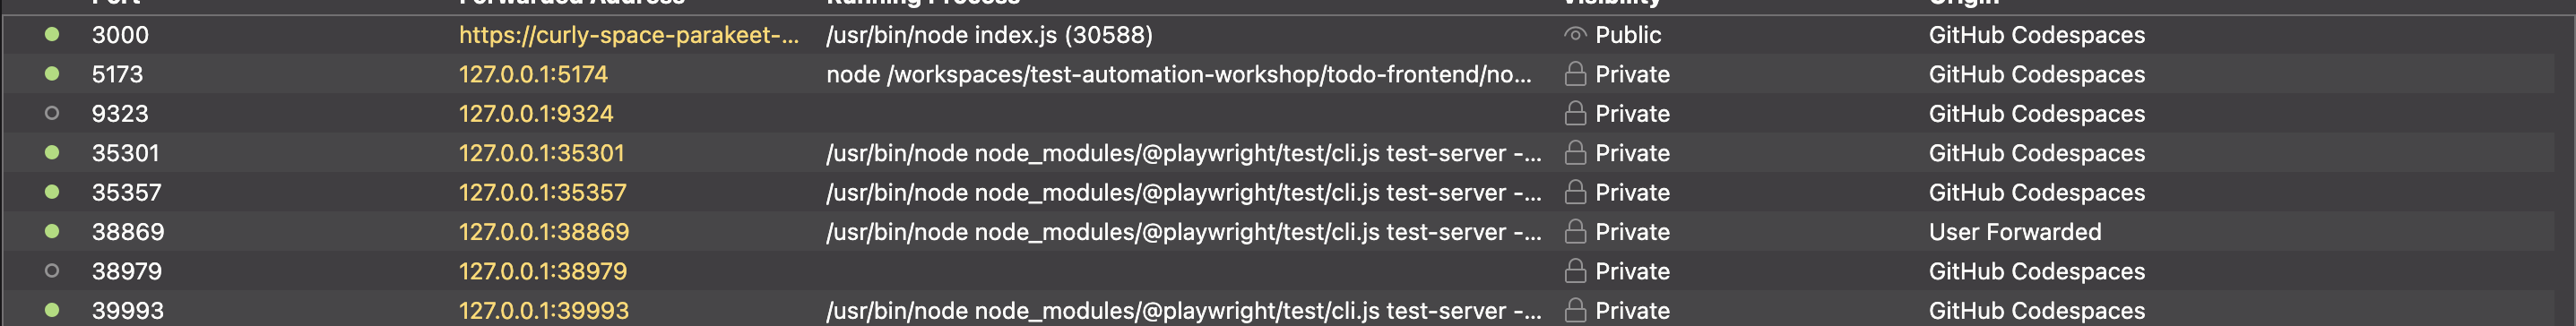 Port Forwarded Address Running Process Visibility Origin
3000 https://curly-space-parakeet-... /usr/bin/node index.js (30588) Public GitHub Codespaces
5173 127.0.0.1:5174 node /workspaces/test-automation-workshop/todo-frontend/no... Private GitHub Codespaces
9323 127.0.0.1:9324 Private GitHub Codespaces
35301 127.0.0.1:35301 /usr/bin/node node_modules/@playwright/test/cli.js test-server -... Private GitHub Codespaces
35357 127.0.0.1:35357 /usr/bin/node node_modules/@playwright/test/cli.js test-server -... Private GitHub Codespaces
38869 127.0.0.1:38869 /usr/bin/node node_modules/@playwright/test/cli.js test-server -... Private User Forwarded
38979 127.0.0.1:38979 Private GitHub Codespaces
39993 127.0.0.1:39993 /usr/bin/node node_modules/@playwright/test/cli.js test-server -... Private GitHub Codespaces